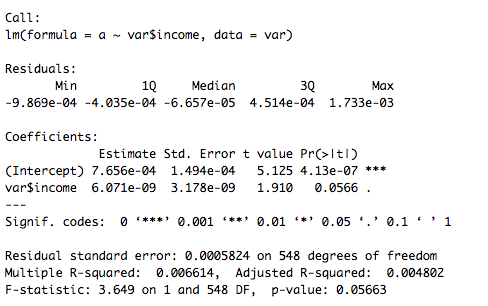 Call:
lm(formula = a ~ var$income, data = var)
Residuals:
       Min         1Q     Median         3Q        Max
-9.869e-04 -4.035e-04 -6.657e-05  4.514e-04  1.733e-03
Coefficients:
             Estimate Std. Error t value Pr(>|t|)
(Intercept) 7.656e-04  1.494e-04   5.125 4.13e-07 ***
var$income  6.071e-09  3.178e-09   1.910   0.0566 .
---
Signif. codes:  0 ‘***’ 0.001 ‘**’ 0.01 ‘*’ 0.05 ‘.’ 0.1 ‘ ’ 1
Residual standard error: 0.0005824 on 548 degrees of freedom
Multiple R-squared:  0.006614,  Adjusted R-squared:  0.004802
F-statistic: 3.649 on 1 and 548 DF,  p-value: 0.05663